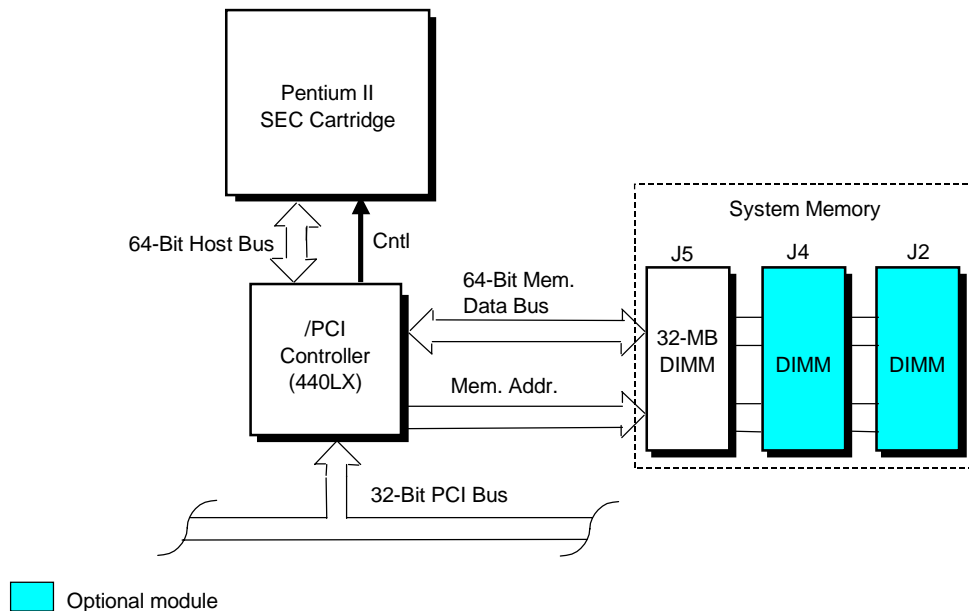 Pentium II
SEC Cartridge
System Memory
64-Bit Host Bus
Cntl
J5
J4
J2
64-Bit Mem.
Data Bus
/PCI
Controller
(440LX)
32-MB
DIMM
DIMM
DIMM
Mem. Addr.
32-Bit PCI Bus
Optional module